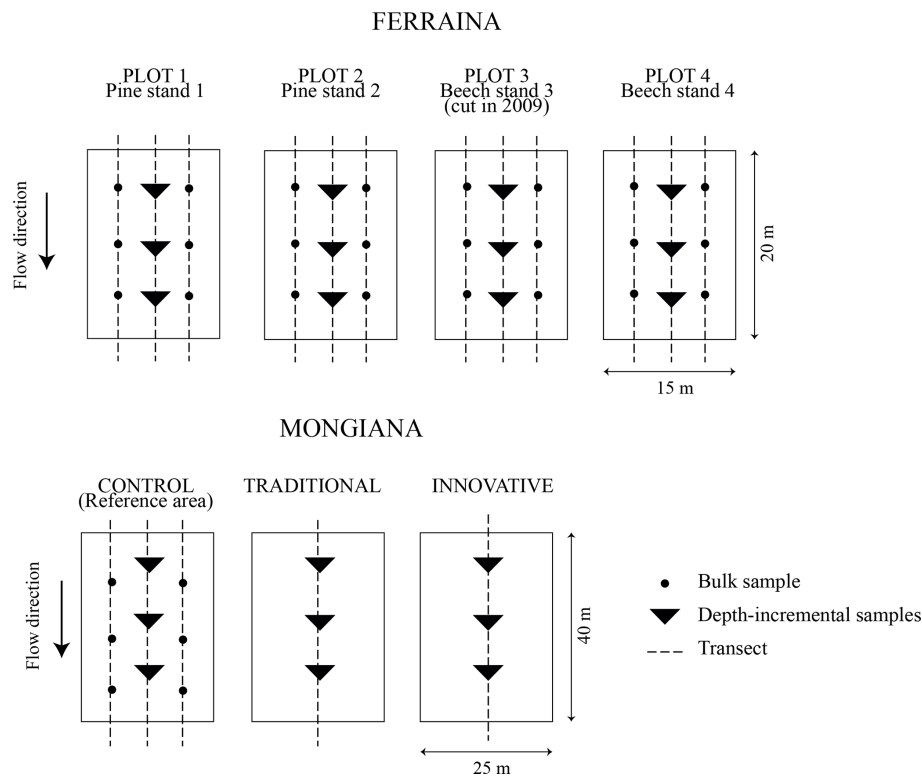 FERRAINA
PLOT 1
Pine stand 1
PLOT 2
Pine stand 2
PLOT 3
Beech stand 3
(cut in 2009)
PLOT 4
Beech stand 4
Flow direction
20 m
15 m
MONGIANA
CONTROL
(Reference area)
TRADITIONAL
INNOVATIVE
Flow direction
40 m
25 m
Bulk sample
Depth-incremental samples
Transect